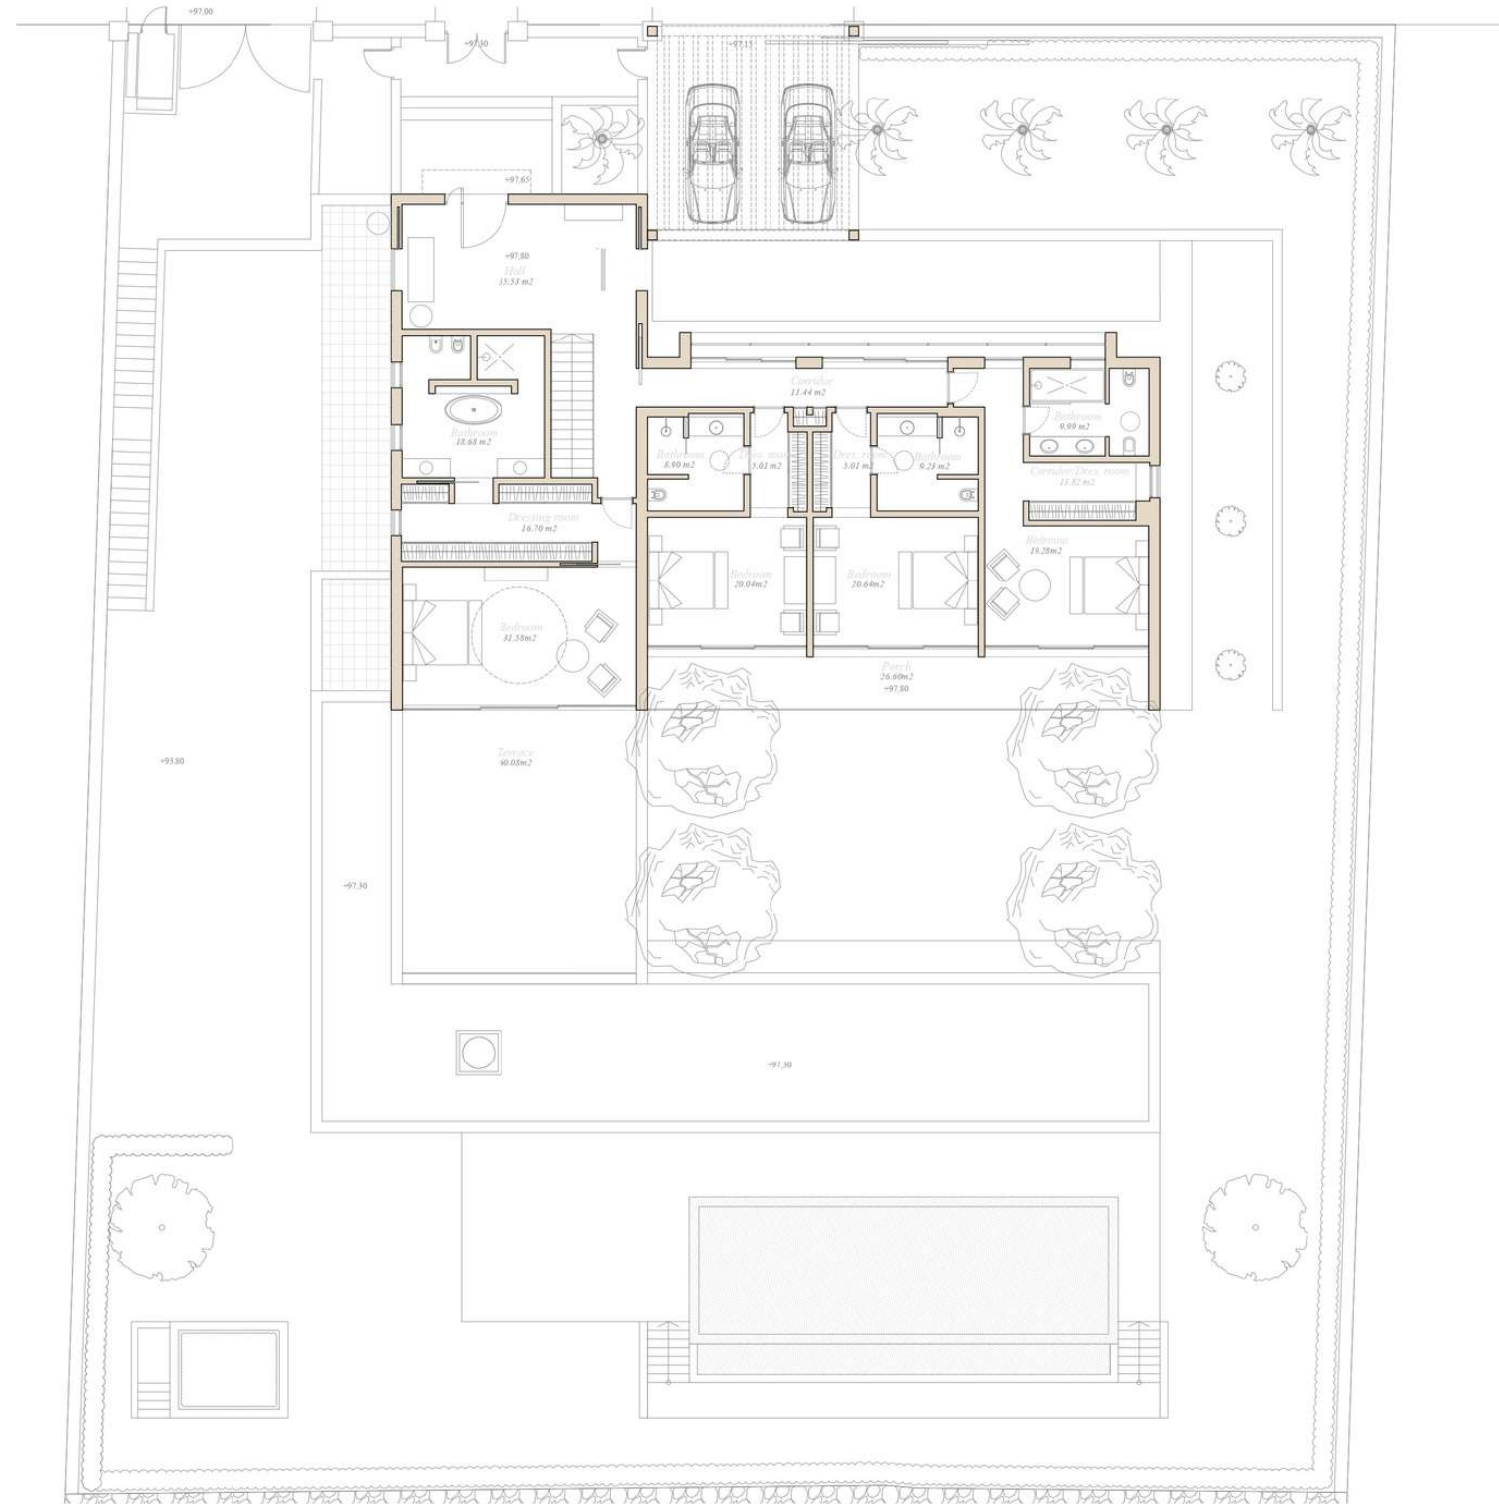 +97.00
+97.30
+97.15
+97.65
+97.80
Hall
35.53 m2
Corridor
11.44 m2
Bathroom
9.99 m2
Bathroom
18.68 m2
Bathroom
8.90 m2
5.01 m2
5.01 m2
Bathroom
9.23 m2
Corridor/Dres. room
13.82 m2
Dressing room
16.70 m2
Bedroom
19.28m2
Bedroom
20.04m2
Bedroom
20.64m2
Bedroom
31.58m2
Porch
26.60m2
+97.80
Terrace
60.08m2
+93.80
+97.30
+97.30